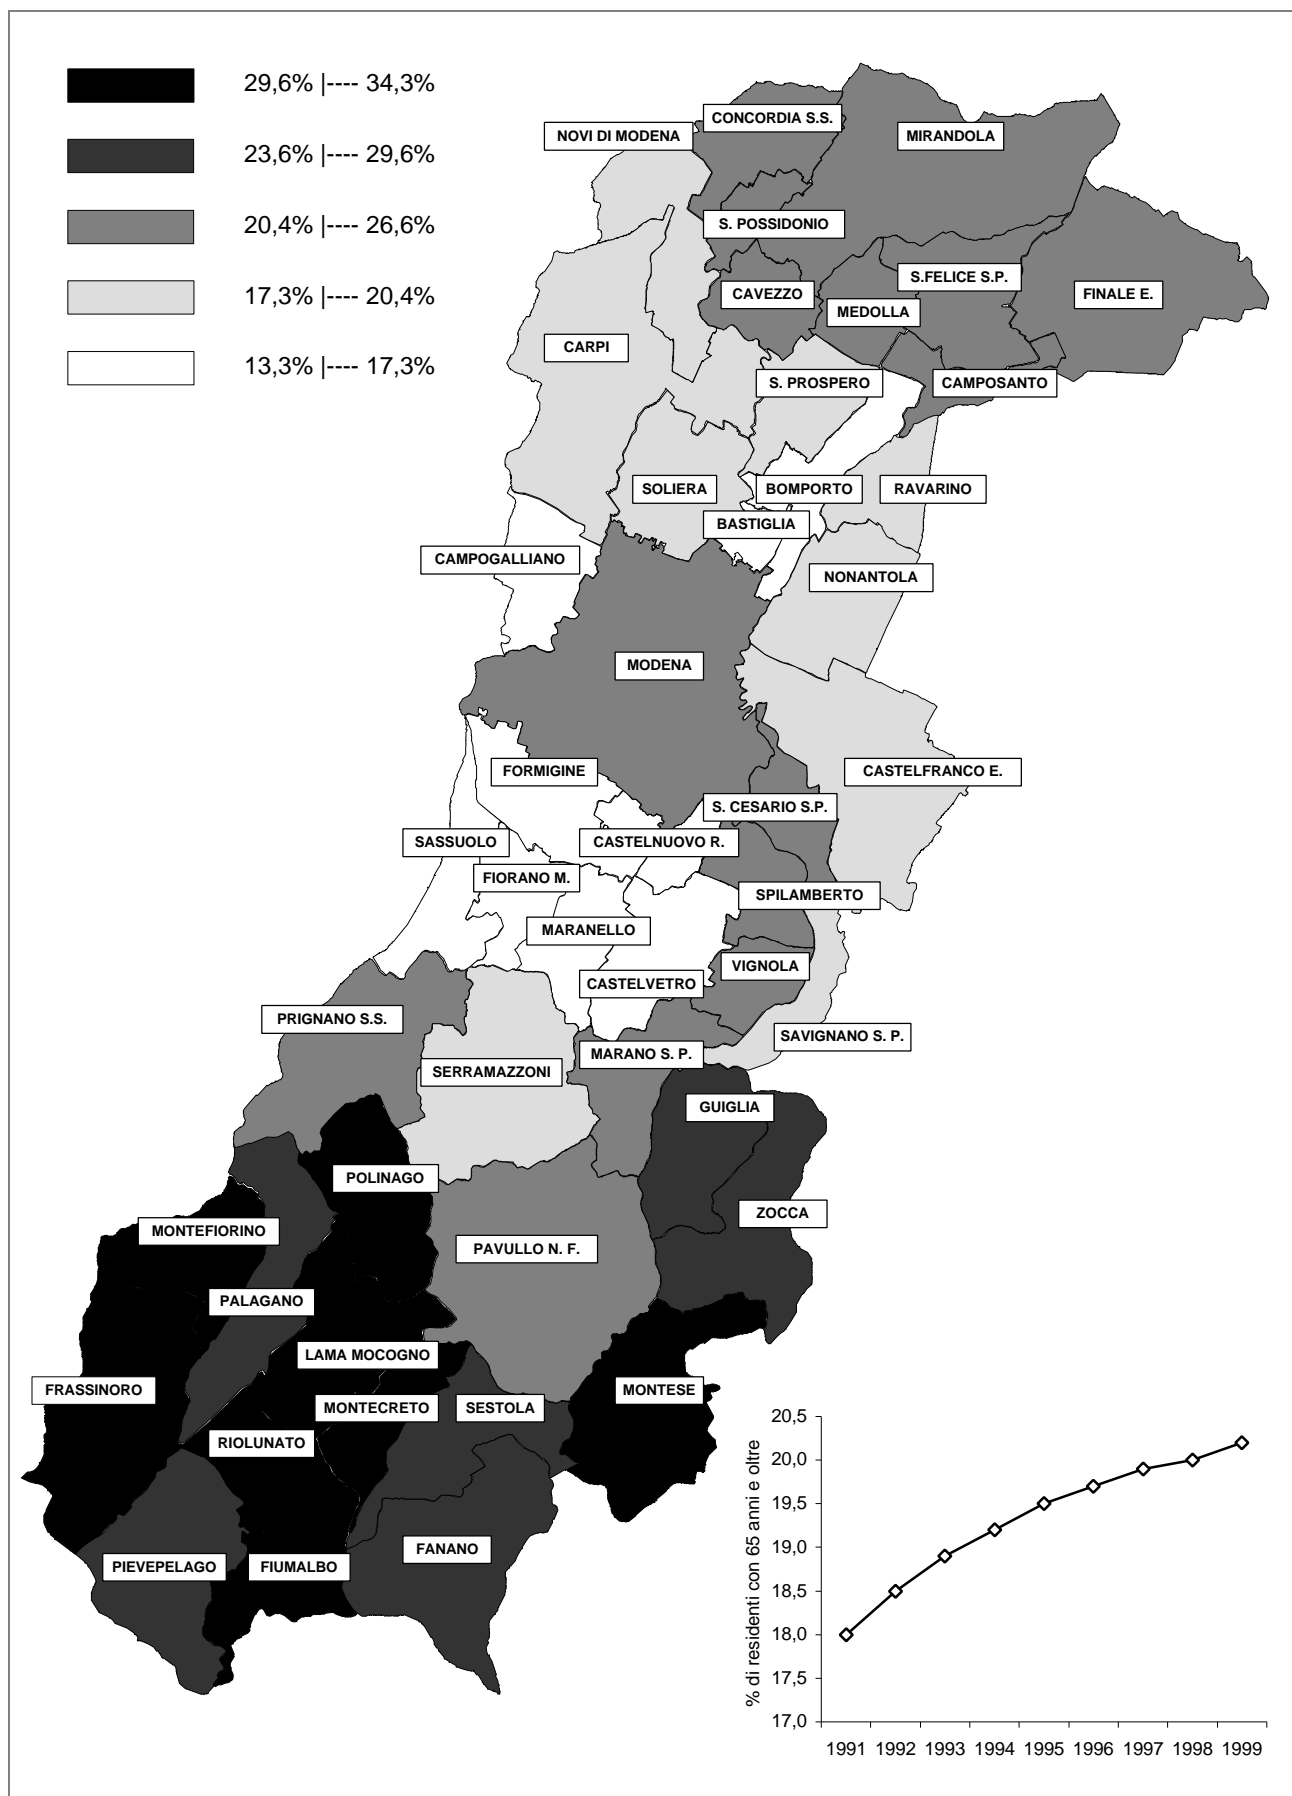 29,6% |---- 34,3%
23,6% |---- 29,6%
20,4% |---- 26,6%
17,3% |---- 20,4%
13,3% |---- 17,3%
CONCORDIA S.S.
NOVI DI MODENA
MIRANDOLA
S. POSSIDONIO
S.FELICE S.P.
CAVEZZO
FINALE E.
MEDOLLA
CARPI
S. PROSPERO
CAMPOSANTO
SOLIERA
BOMPORTO
RAVARINO
BASTIGLIA
CAMPOGALLIANO
NONANTOLA
MODENA
FORMIGINE
CASTELFRANCO E.
S. CESARIO S.P.
SASSUOLO
CASTELNUOVO R.
FIORANO M.
SPILAMBERTO
MARANELLO
VIGNOLA
CASTELVETRO
PRIGNANO S.S.
SAVIGNANO S. P.
MARANO S. P.
SERRAMAZZONI
GUIGLIA
POLINAGO
ZOCCA
MONTEFIORINO
PAVULLO N. F.
PALAGANO
LAMA MOCOGNO
FRASSINORO
MONTESE
MONTECRETO
SESTOLA
RIOLUNATO
FANANO
PIEVEPELAGO
FIUMALBO
% di residenti con 65 anni e oltre
20,5
20,0
19,5
19,0
18,5
18,0
17,5
17,0
1991 1992 1993 1994 1995 1996 1997 1998 1999